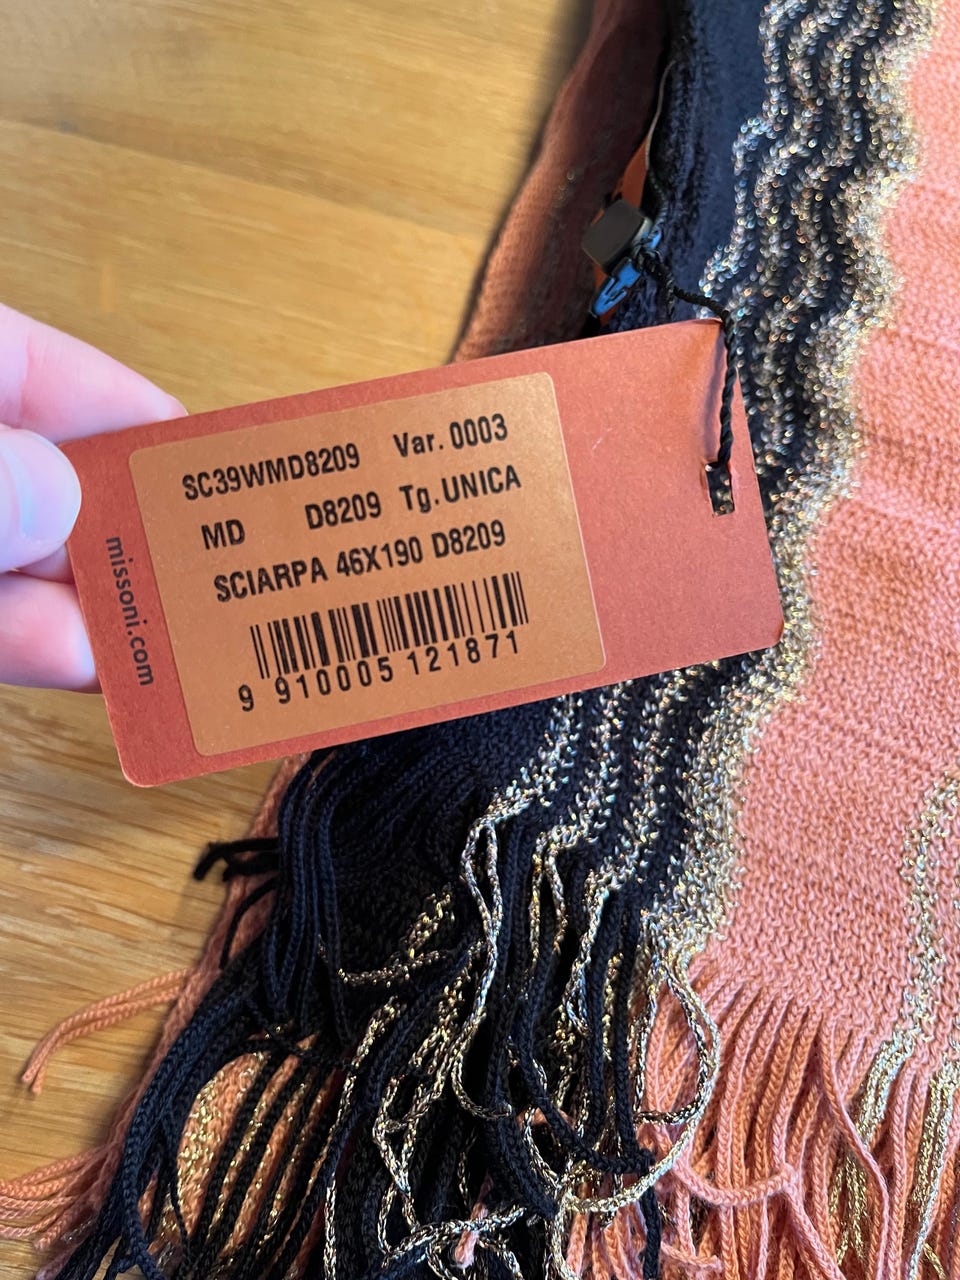 SC39WMD8209 Var. 0003
MD D8209 Tg.UNICA
SCIARPA 46X190 D8209
9 910005 121871
missoni.com